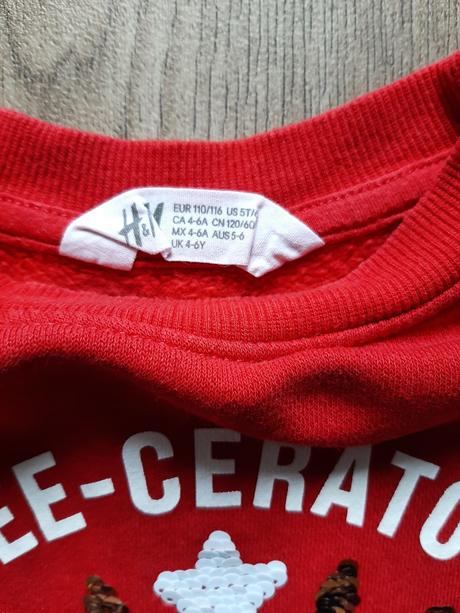 H&M
EUR 110/116 US 5T/
CA 4-6A CN 120/60
MX 4-6A AUS 5-6
UK 4-6Y
EE-CERATO